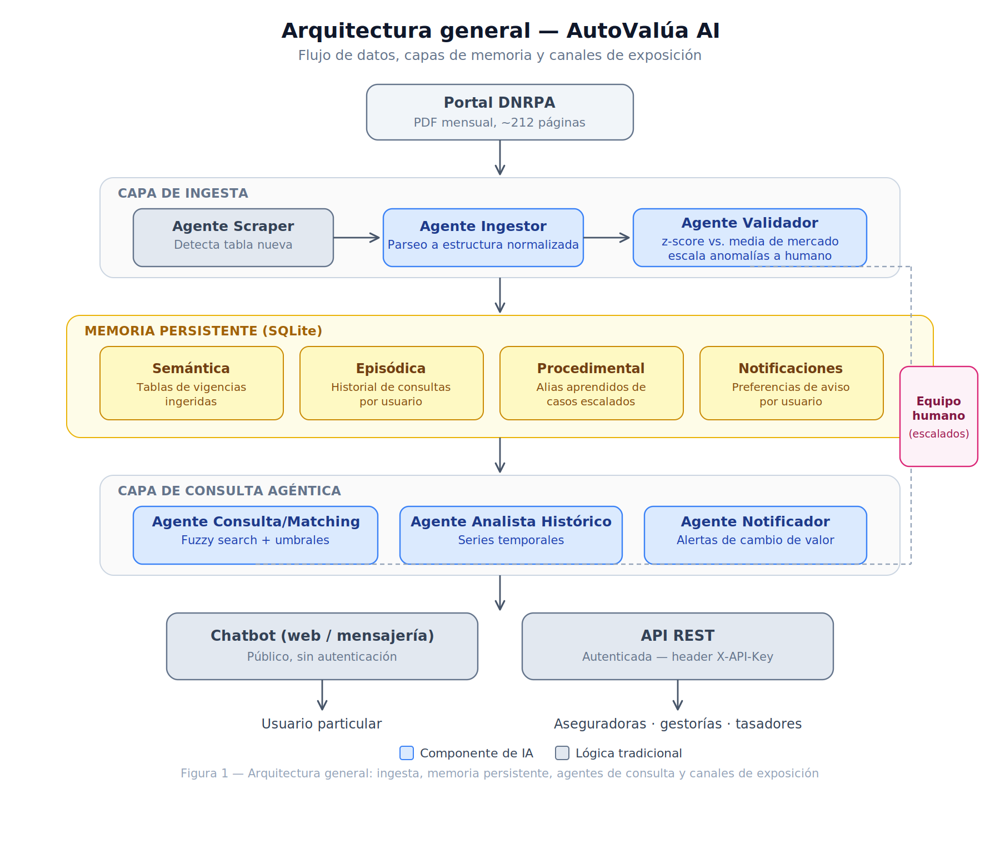 Arquitectura general — AutoValúa AI
Flujo de datos, capas de memoria y canales de exposición
Portal DNRPA
PDF mensual, ~212 páginas
CAPA DE INGESTA
Agente Scraper
Detecta tabla nueva
Agente Ingestor
Parseo a estructura normalizada
Agente Validador
z-score vs. media de mercado
escala anomalías a humano
MEMORIA PERSISTENTE (SQLite)
Semántica
Tablas de vigencias
ingeridas
Episódica
Historial de consultas
por usuario
Procedimental
Alias aprendidos de
casos escalados
Notificaciones
Preferencias de aviso
por usuario
Equipo
humano
(escalados)
CAPA DE CONSULTA AGÉNTICA
Agente Consulta/Matching
Fuzzy search + umbrales
Agente Analista Histórico
Series temporales
Agente Notificador
Alertas de cambio de valor
Chatbot (web / mensajería)
Público, sin autenticación
API REST
Autenticada — header X-API-Key
Usuario particular
Aseguradoras · gestorías · tasadores
Componente de IA
Lógica tradicional
Figura 1 — Arquitectura general: ingesta, memoria persistente, agentes de consulta y canales de exposición